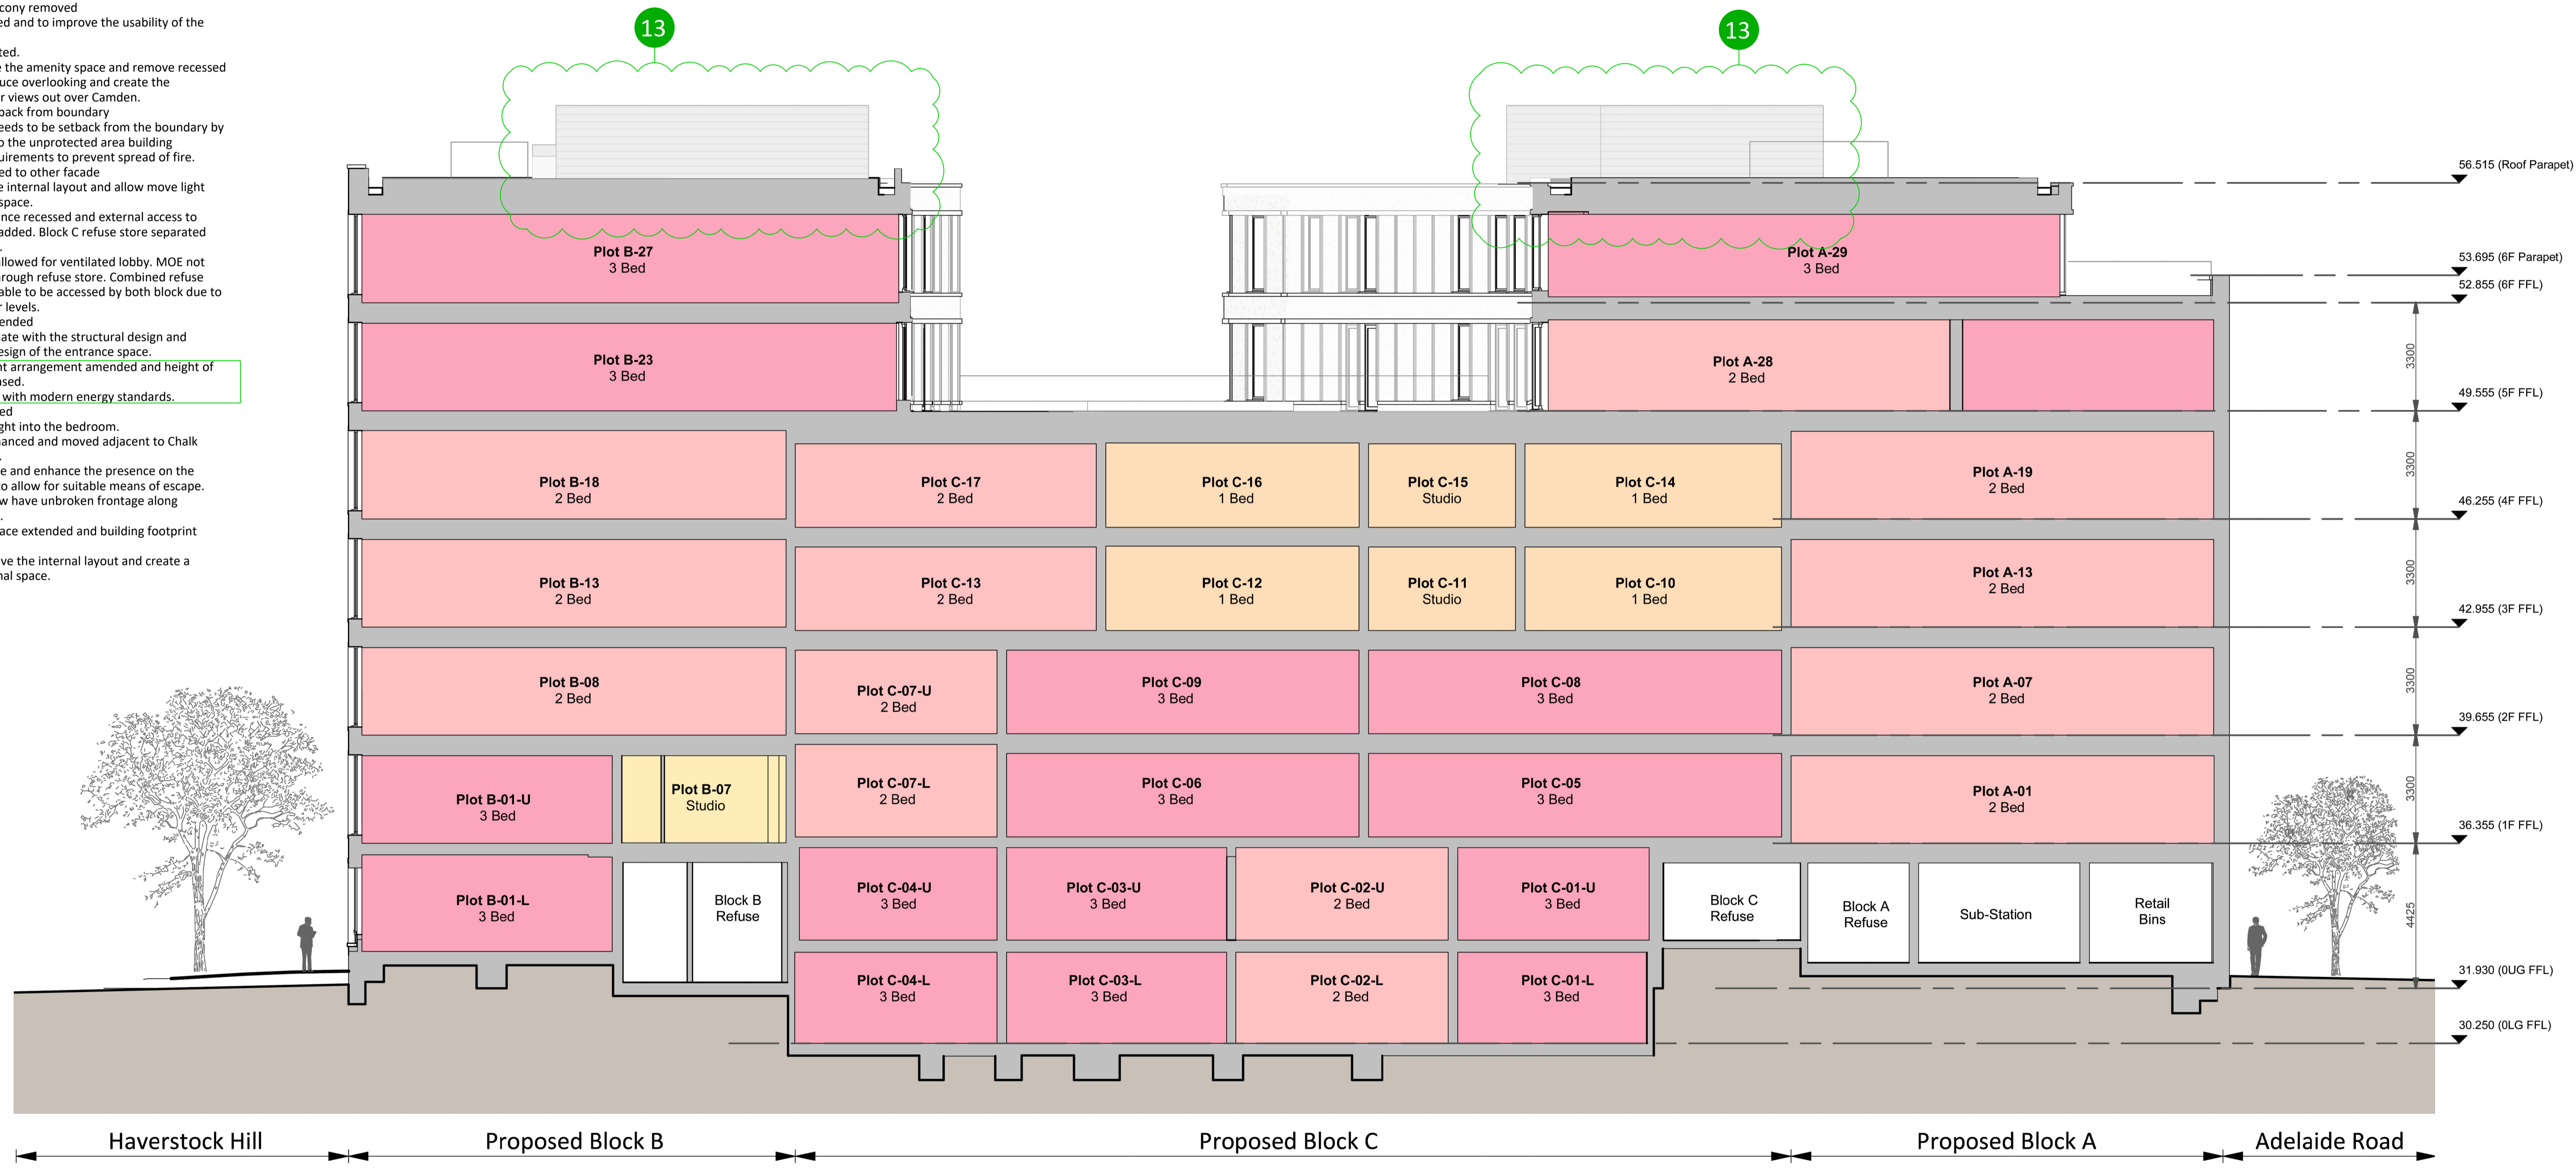 cony removed
ed and to improve the usability of the
ted.
e the amenity space and remove recessed
uce overlooking and create the
r views out over Camden.
back from boundary
eeds to be setback from the boundary by
o the unprotected area building
uirements to prevent spread of fire.
ed to other facade
e internal layout and allow move light
space.
nce recessed and external access to
added. Block C refuse store separated
.
llowed for ventilated lobby. MOE not
hrough refuse store. Combined refuse
able to be accessed by both block due to
r levels.
ended
nate with the structural design and
esign of the entrance space.
nt arrangement amended and height of
ased.
with modern energy standards.
ed
ght into the bedroom.
hanced and moved adjacent to Chalk
.
e and enhance the presence on the
to allow for suitable means of escape.
w have unbroken frontage along
.
ace extended and building footprint
ve the internal layout and create a
nal space.
13
13
56.515 (Roof Parapet)
Plot B-27
3 Bed
Plot A-29
3 Bed
53.695 (6F Parapet)
52.855 (6F FFL)
Plot B-23
3 Bed
Plot A-28
2 Bed
3300
49.555 (5F FFL)
Plot B-18
2 Bed
Plot C-17
2 Bed
Plot C-16
1 Bed
Plot C-15
Studio
Plot C-14
1 Bed
Plot A-19
2 Bed
3300
46.255 (4F FFL)
Plot B-13
2 Bed
Plot C-13
2 Bed
Plot C-12
1 Bed
Plot C-11
Studio
Plot C-10
1 Bed
Plot A-13
2 Bed
3300
42.955 (3F FFL)
Plot B-08
2 Bed
Plot C-07-U
2 Bed
Plot C-09
3 Bed
Plot C-08
3 Bed
Plot A-07
2 Bed
3300
39.655 (2F FFL)
Plot B-01-U
3 Bed
Plot B-07
Studio
Plot C-07-L
2 Bed
Plot C-06
3 Bed
Plot C-05
3 Bed
Plot A-01
2 Bed
3300
36.355 (1F FFL)
Plot B-01-L
3 Bed
Block B
Refuse
Plot C-04-U
3 Bed
Plot C-03-U
3 Bed
Plot C-02-U
2 Bed
Plot C-01-U
3 Bed
Block C
Refuse
Block A
Refuse
Sub-Station
Retail
Bins
4425
31.930 (0UG FFL)
Plot C-04-L
3 Bed
Plot C-03-L
3 Bed
Plot C-02-L
2 Bed
Plot C-01-L
3 Bed
30.250 (0LG FFL)
Haverstock Hill
Proposed Block B
Proposed Block C
Proposed Block A
Adelaide Road